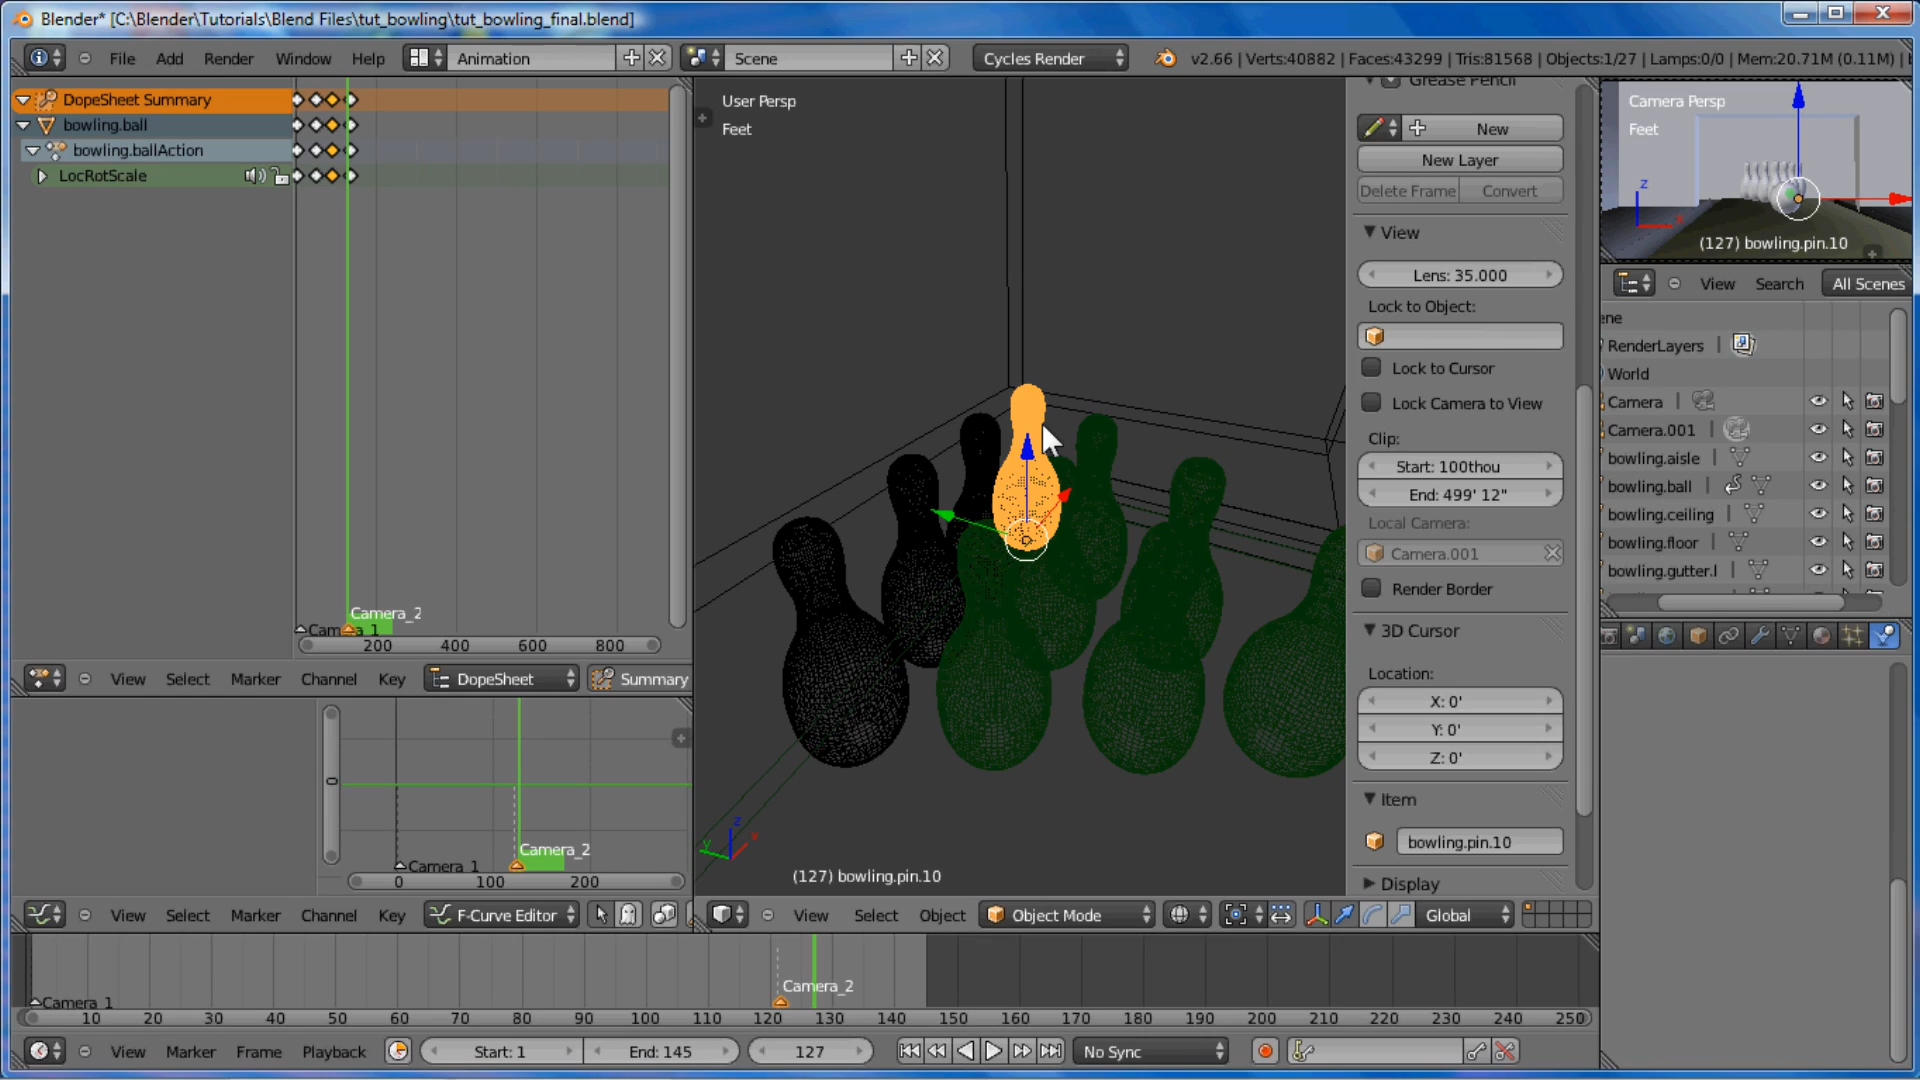 Blender* [C:\Blender\Tutorials\Blend Files\tut_bowling\tut_bowling_final.blend]
File Add Render Window Help Animation Scene Cycles Render v2.66 | Verts:40882 | Faces:43299 | Tris:81568 | Objects:1/27 | Lamps:0/0 | Mem:20.71M (0.11M) |
DopeSheet Summary
bowling.ball
bowling.ballAction
LocRotScale
Camera_2
Camera_1
200 400 600 800
View Select Marker Channel Key DopeSheet Summary
0
Camera_2
Camera_1
0 100 200
View Select Marker Channel Key F-Curve Editor
User Persp
Feet
z
y
x
(127) bowling.pin.10
View Select Object Object Mode Global
Grease Pencil
New
New Layer
Delete Frame Convert
View
Lens: 35.000
Lock to Object:
Lock to Cursor
Lock Camera to View
Clip:
Start: 100thou
End: 499' 12"
Local Camera:
Camera.001
Render Border
3D Cursor
Location:
X: 0'
Y: 0'
Z: 0'
Item
bowling.pin.10
Display
Camera Persp
Feet
z
x
(127) bowling.pin.10
View Search All Scenes
ene
RenderLayers |
World
Camera |
Camera.001 |
bowling.aisle |
bowling.ball |
bowling.ceiling |
bowling.floor |
bowling.gutter.l |
Camera_2
Camera_1
10 20 30 40 50 60 70 80 90 100 110 120 130 140 150 160 170 180 190 200 210 220 230 240 250
View Marker Frame Playback Start: 1 End: 145 127 No Sync